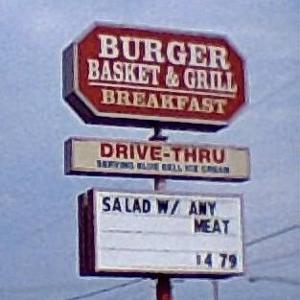 BURGER
BASKET & GRILL
BREAKFAST
DRIVE-THRU
SERVING BLUE BELL ICE CREAM
SALAD W/ ANY
MEAT
$4 79